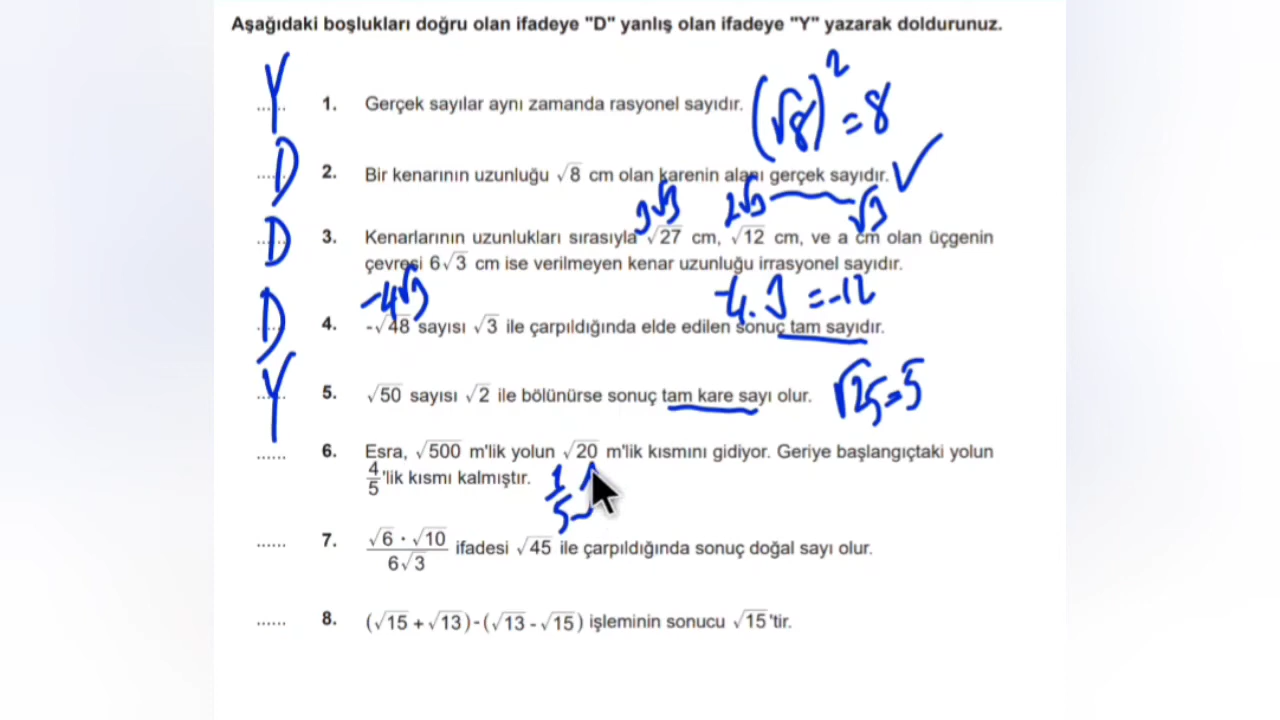 Aşağıdaki boşlukları doğru olan ifadeye "D" yanlış olan ifadeye "Y" yazarak doldurunuz.
Y ...... 1. Gerçek sayılar aynı zamanda rasyonel sayıdır. (√8)² = 8
D ...... 2. Bir kenarının uzunluğu √8 cm olan karenin alanı gerçek sayıdır. ✓
3√3 2√3 √3
D ...... 3. Kenarlarının uzunlukları sırasıyla √27 cm, √12 cm, ve a cm olan üçgenin
çevresi 6√3 cm ise verilmeyen kenar uzunluğu irrasyonel sayıdır.
-4√3 -4.3 = -12
D ...... 4. -√48 sayısı √3 ile çarpıldığında elde edilen sonuç tam sayıdır.
Y ...... 5. √50 sayısı √2 ile bölünürse sonuç tam kare sayı olur. √25=5
...... 6. Esra, √500 m'lik yolun √20 m'lik kısmını gidiyor. Geriye başlangıçtaki yolun
4/5'lik kısmı kalmıştır. 1/5
...... 7. √6 · √10 / 6√3 ifadesi √45 ile çarpıldığında sonuç doğal sayı olur.
...... 8. (√15 + √13)-(√13 - √15) işleminin sonucu √15'tir.